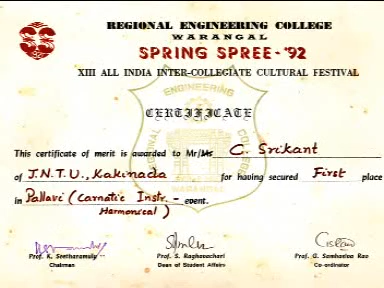 REGIONAL ENGINEERING COLLEGE
WARANGAL
SPRING SPREE - '92
XIII ALL INDIA INTER-COLLEGIATE CULTURAL FESTIVAL
CERTIFICATE
This certificate of merit is awarded to Mr/Ms C. Srikant
of J.N.T.U., Kakinada for having secured First place
in Pallavi (Carnatic Instr. - event.
Harmonical)
Prof. K. Seetharamulu Prof. S. Raghavachari Prof. G. Sambasiva Rao
Chairman Dean of Student Affairs Co-ordinator